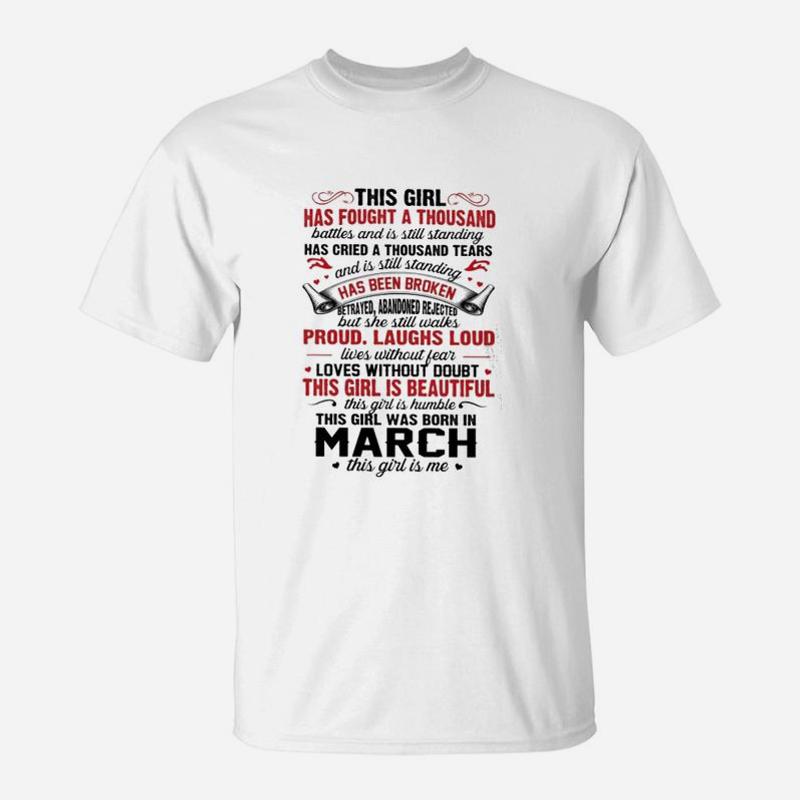 THIS GIRL
HAS FOUGHT A THOUSAND
battles and is still standing
HAS CRIED A THOUSAND TEARS
and is still standing
HAS BEEN BROKEN
BETRAYED, ABANDONED REJECTED
but she still walks
PROUD. LAUGHS LOUD
lives without fear
LOVES WITHOUT DOUBT
THIS GIRL IS BEAUTIFUL
this girl is humble
THIS GIRL WAS BORN IN
MARCH
this girl is me